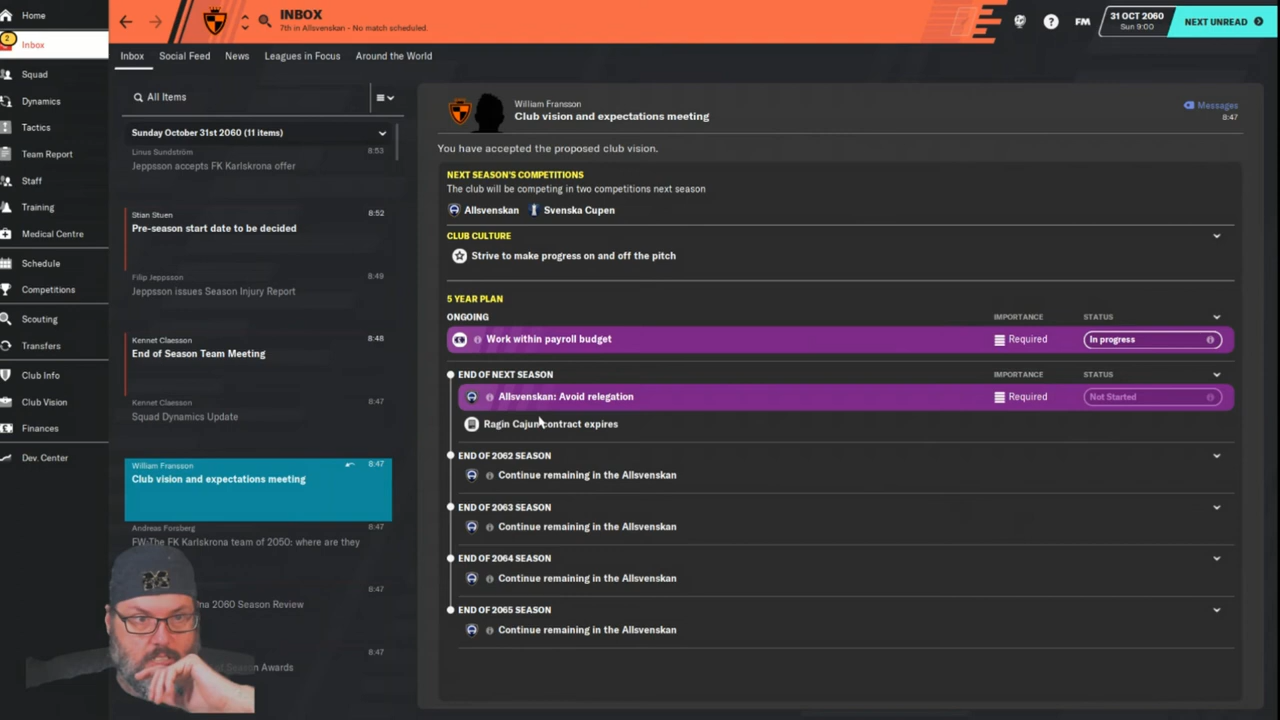 Home
INBOX
7th in Allsvenskan - No match scheduled.
FM
31 OCT 2060
Sun 9:00
NEXT UNREAD
2
Inbox
Squad
Dynamics
Tactics
Team Report
Staff
Training
Medical Centre
Schedule
Competitions
Scouting
Transfers
Club Info
Club Vision
Finances
Dev. Center
Inbox
Social Feed
News
Leagues in Focus
Around the World
All Items
Sunday October 31st 2060 (11 items)
Linus Sundström
8:53
Jeppsson accepts FK Karlskrona offer
Stian Stuen
8:52
Pre-season start date to be decided
Filip Jeppsson
8:49
Jeppsson issues Season Injury Report
Kennet Claesson
8:48
End of Season Team Meeting
Kennet Claesson
8:47
Squad Dynamics Update
William Fransson
8:47
Club vision and expectations meeting
Andreas Forsberg
8:47
FW:The FK Karlskrona team of 2050: where are they
8:47
na 2060 Season Review
8:47
Season Awards
William Fransson
Club vision and expectations meeting
Messages
8:47
You have accepted the proposed club vision.
NEXT SEASON'S COMPETITIONS
The club will be competing in two competitions next season
Allsvenskan
Svenska Cupen
CLUB CULTURE
Strive to make progress on and off the pitch
5 YEAR PLAN
ONGOING
IMPORTANCE
STATUS
Work within payroll budget
Required
In progress
END OF NEXT SEASON
IMPORTANCE
STATUS
Allsvenskan: Avoid relegation
Required
Not Started
Ragin Cajun contract expires
END OF 2062 SEASON
Continue remaining in the Allsvenskan
END OF 2063 SEASON
Continue remaining in the Allsvenskan
END OF 2064 SEASON
Continue remaining in the Allsvenskan
END OF 2065 SEASON
Continue remaining in the Allsvenskan